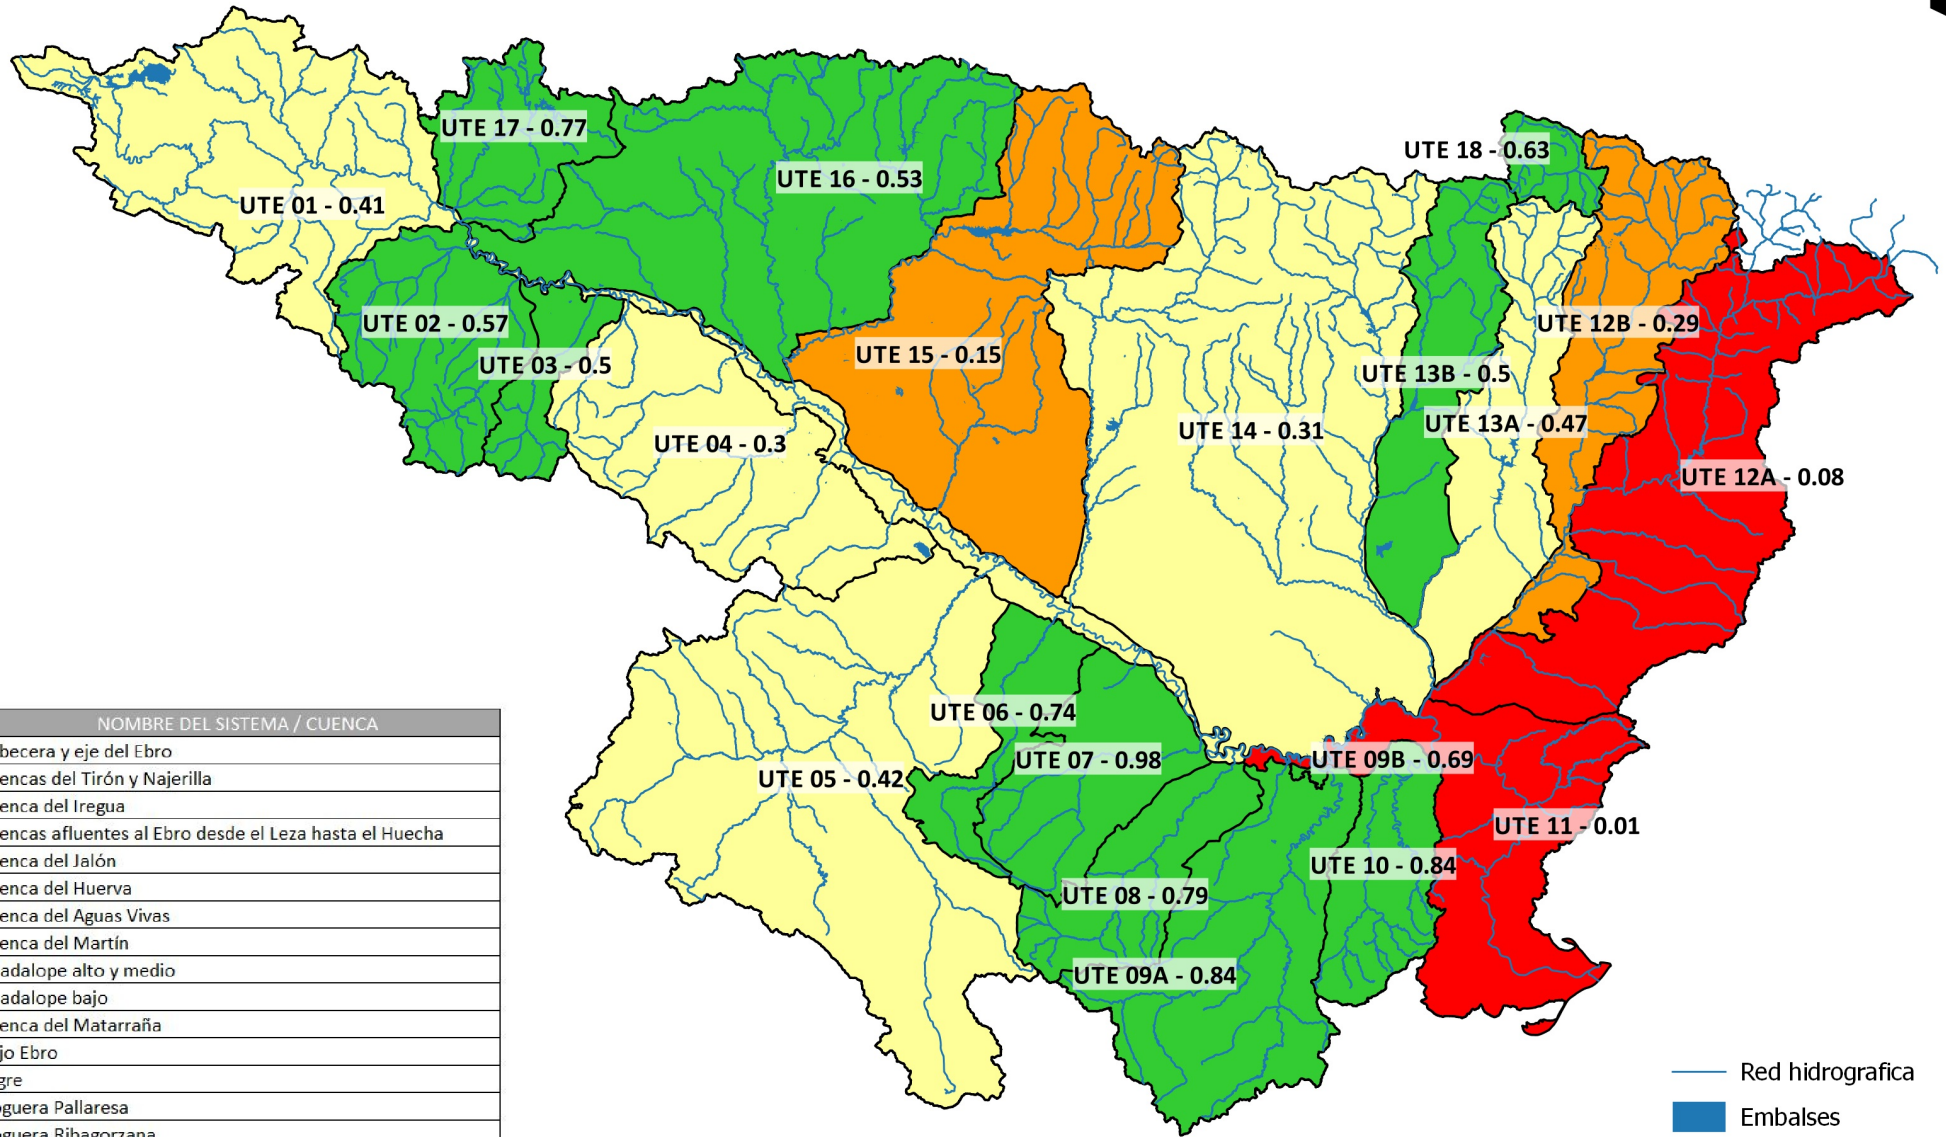 UTE 17 - 0.77
UTE 18 - 0.63
UTE 16 - 0.53
UTE 01 - 0.41
UTE 02 - 0.57
UTE 12B - 0.29
UTE 15 - 0.15
UTE 03 - 0.5
UTE 13B - 0.5
UTE 13A - 0.47
UTE 14 - 0.31
UTE 04 - 0.3
UTE 12A - 0.08
UTE 06 - 0.74
UTE 07 - 0.98
UTE 09B - 0.69
UTE 05 - 0.42
UTE 11 - 0.01
UTE 10 - 0.84
UTE 08 - 0.79
UTE 09A - 0.84
NOMBRE DEL SISTEMA / CUENCA
becera y eje del Ebro
encas del Tirón y Najerilla
enca del Iregua
encas afluentes al Ebro desde el Leza hasta el Huecha
enca del Jalón
enca del Huerva
enca del Aguas Vivas
enca del Martín
adalope alto y medio
adalope bajo
enca del Matarraña
jo Ebro
gre
guera Pallaresa
guera Ribagorzana
Red hidrografica
Embalses